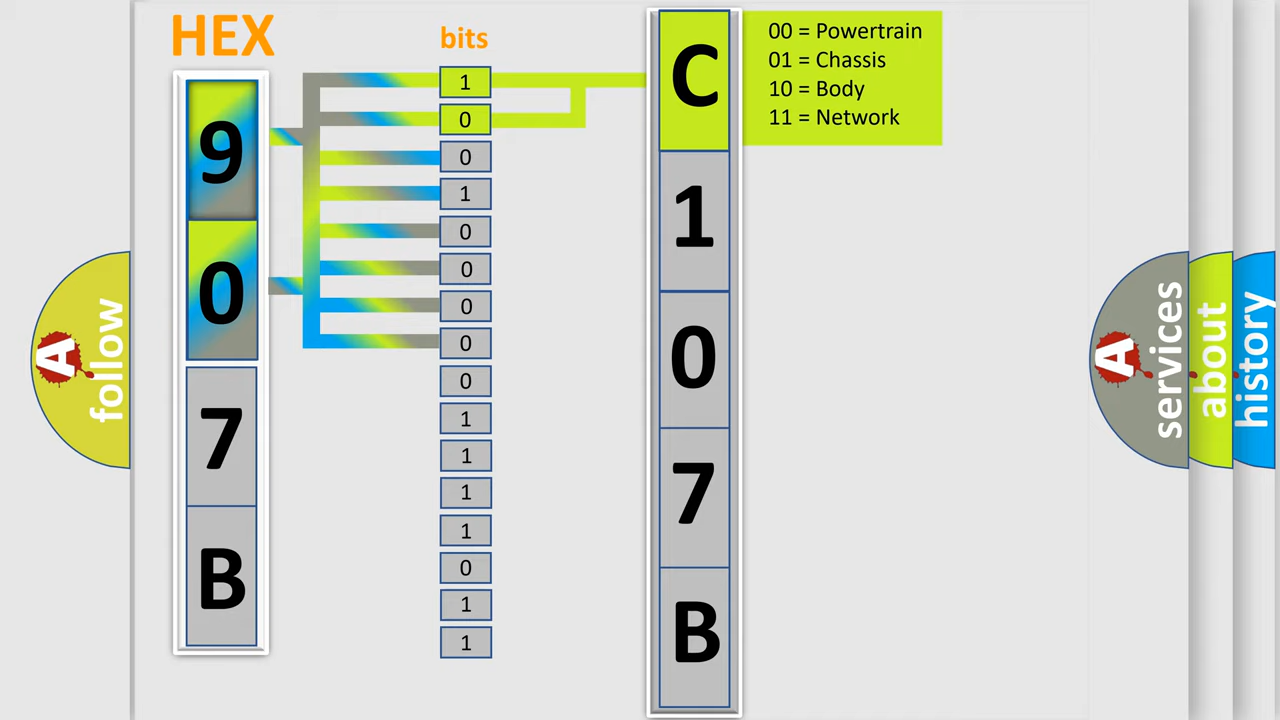 HEX
bits
9
0
7
B
1
0
0
1
0
0
0
0
0
1
1
1
1
0
1
1
C
1
0
7
B
00 = Powertrain
01 = Chassis
10 = Body
11 = Network
A
follow
A
services
about
history